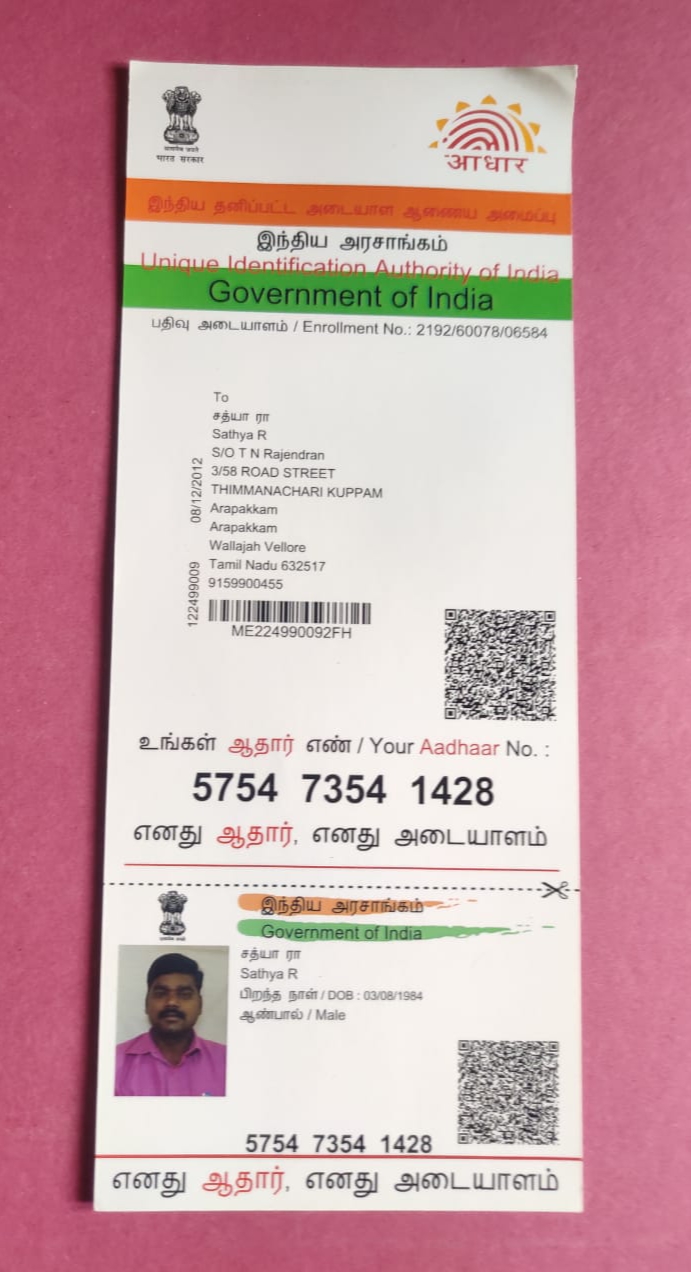 सत्यमेव जयते
भारत सरकार
आधार
இந்திய தனிப்பட்ட அடையாள ஆணைய அமைப்பு
இந்திய அரசாங்கம்
Unique Identification Authority of India
Government of India
பதிவு அடையாளம் / Enrollment No.: 2192/60078/06584
To
சத்யா ரா
Sathya R
S/O T N Rajendran
3/58 ROAD STREET
THIMMANACHARI KUPPAM
Arapakkam
Arapakkam
Wallajah Vellore
Tamil Nadu 632517
9159900455
08/12/2012
122499009
ME224990092FH
உங்கள் ஆதார் எண் / Your Aadhaar No. :
5754 7354 1428
எனது ஆதார், எனது அடையாளம்
இந்திய அரசாங்கம்
Government of India
சத்யா ரா
Sathya R
பிறந்த நாள் / DOB : 03/08/1984
ஆண்பால் / Male
5754 7354 1428
எனது ஆதார், எனது அடையாளம்